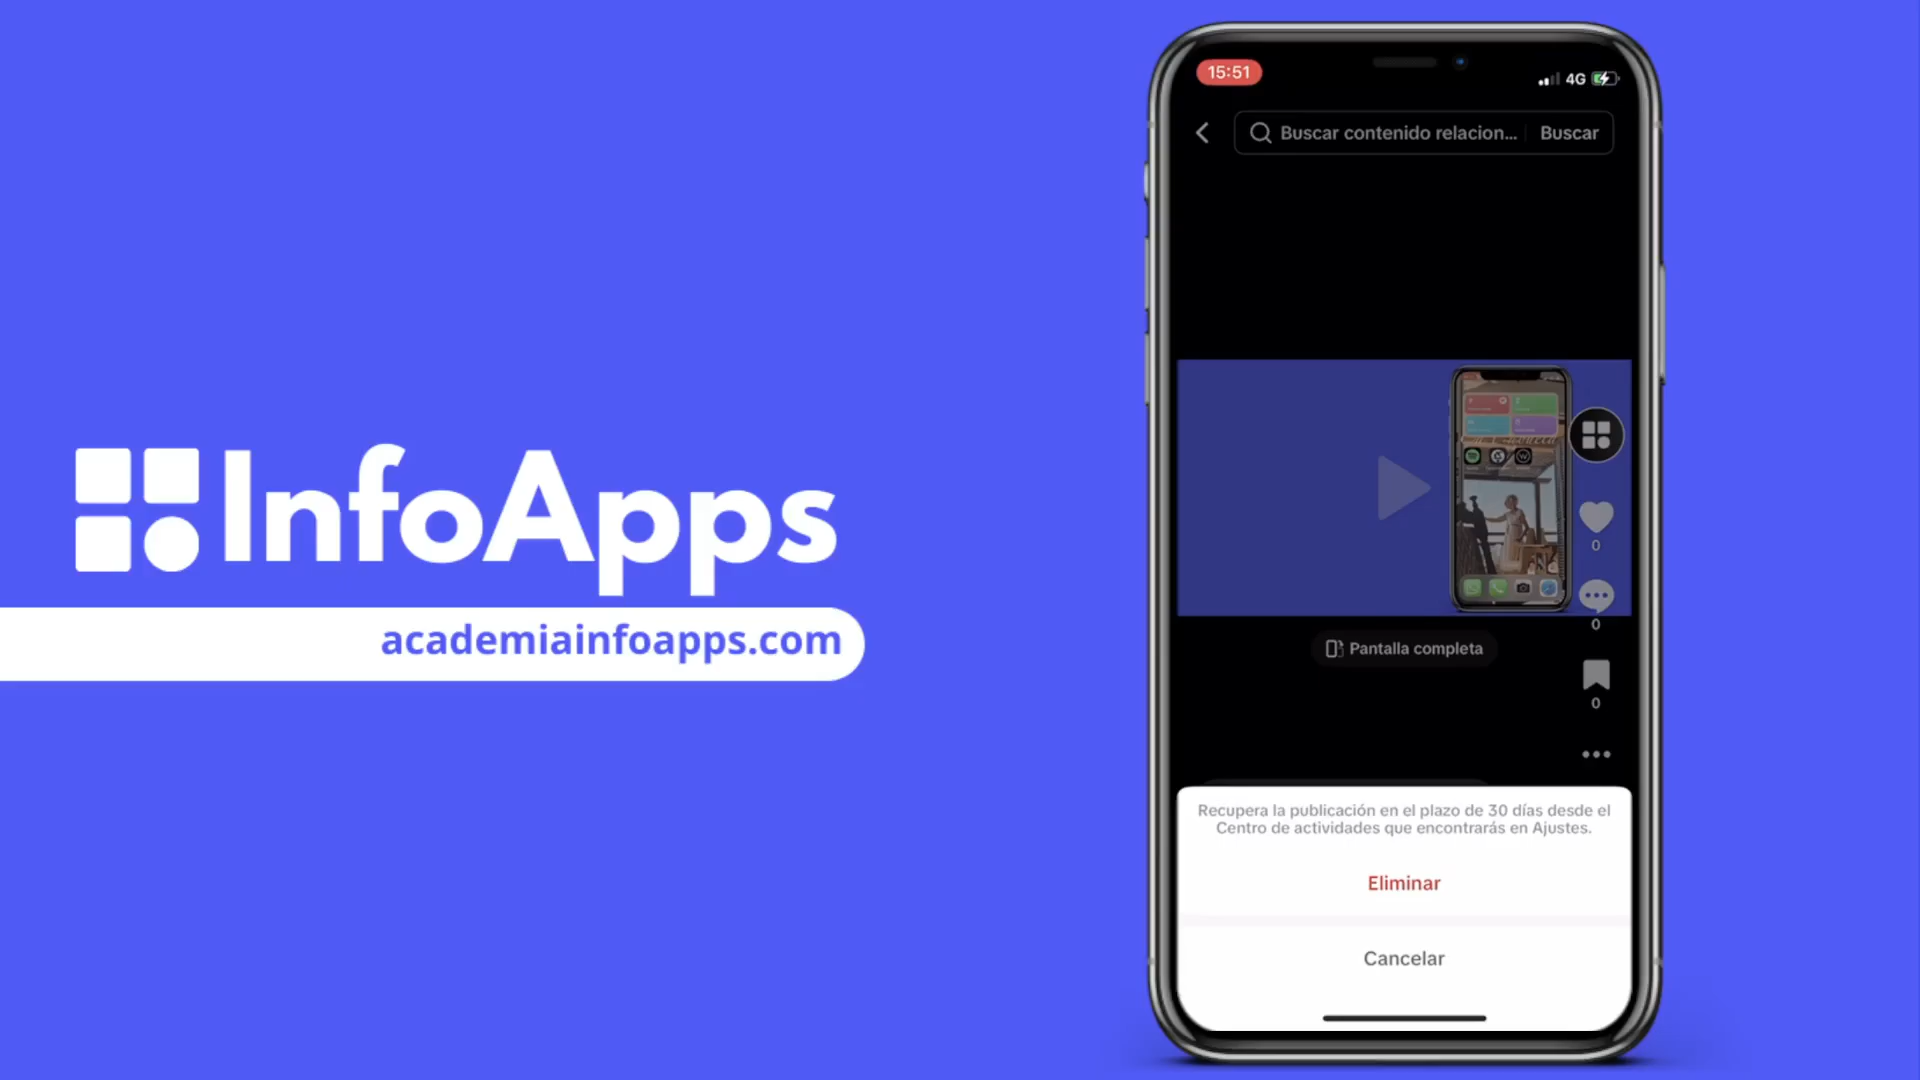 InfoApps
academiainfoapps.com
15:51
4G
Buscar contenido relacion...
Buscar
0
0
Pantalla completa
0
Recupera la publicación en el plazo de 30 días desde el
Centro de actividades que encontrarás en Ajustes.
Eliminar
Cancelar